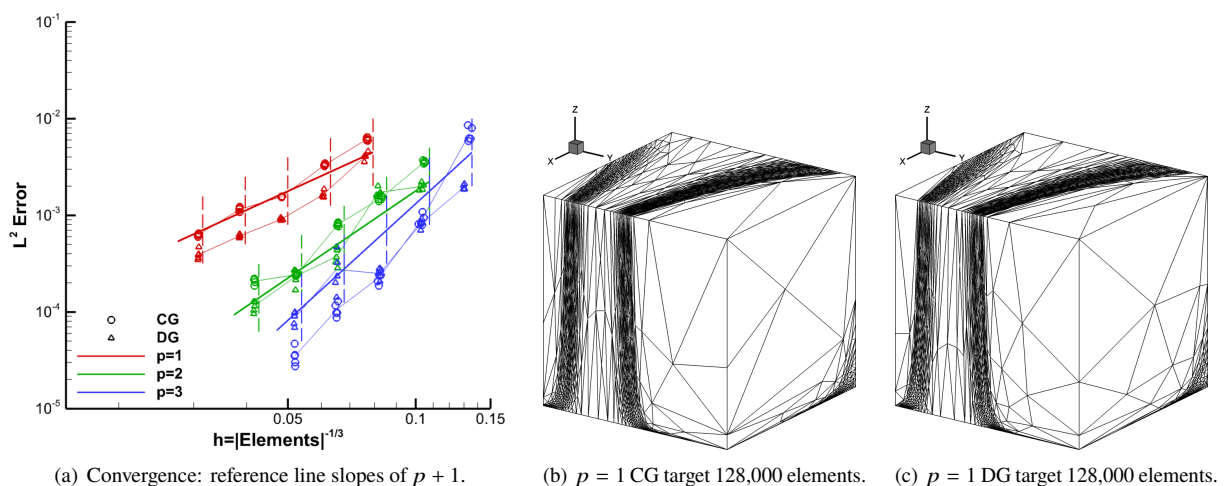 L² Error
10⁻¹
10⁻²
10⁻³
10⁻⁴
10⁻⁵
CG
DG
p=1
p=2
p=3
0.05
0.1
0.15
h=|Elements|⁻¹/³
Z
X
Y
Z
X
Y
(a) Convergence: reference line slopes of p + 1.
(b) p = 1 CG target 128,000 elements.
(c) p = 1 DG target 128,000 elements.